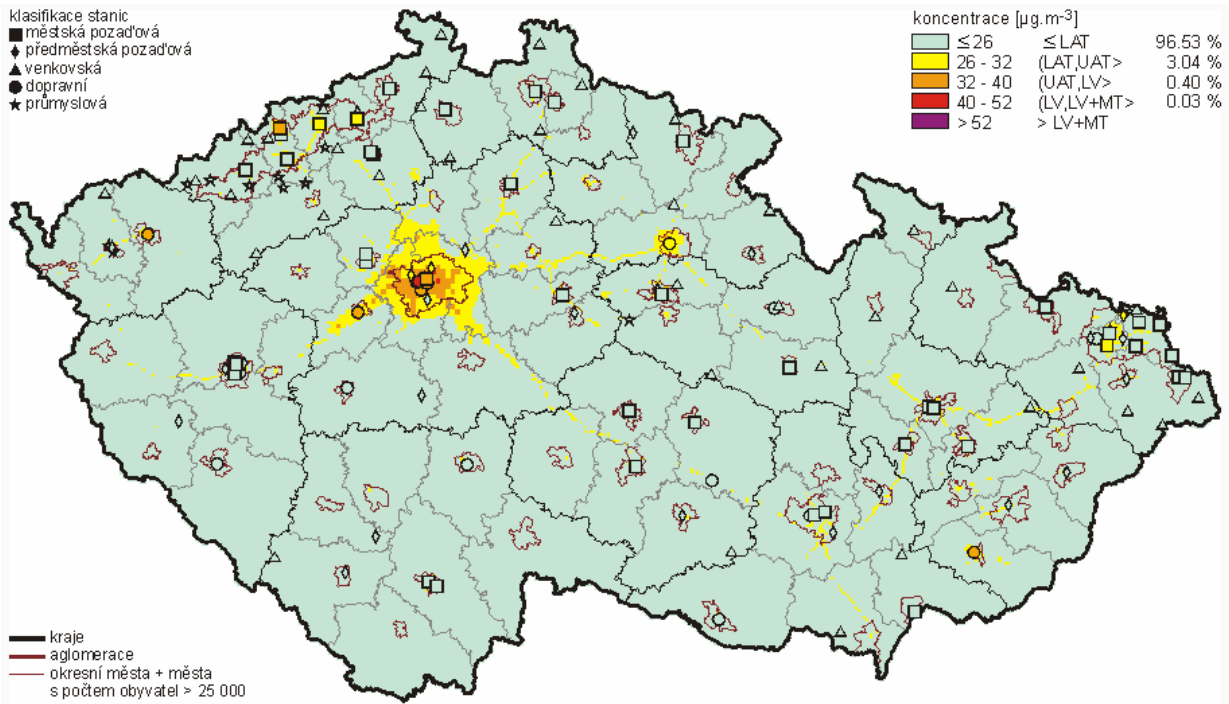 klasifikace stanic
městská pozaďová
předměstská pozaďová
venkovská
dopravní
průmyslová
koncentrace [µg.m-3]
≤26 ≤LAT 96.53 %
26 - 32 (LAT,UAT> 3.04 %
32 - 40 (UAT,LV> 0.40 %
40 - 52 (LV,LV+MT> 0.03 %
> 52 > LV+MT
kraje
aglomerace
okresní města + města
s počtem obyvatel > 25 000